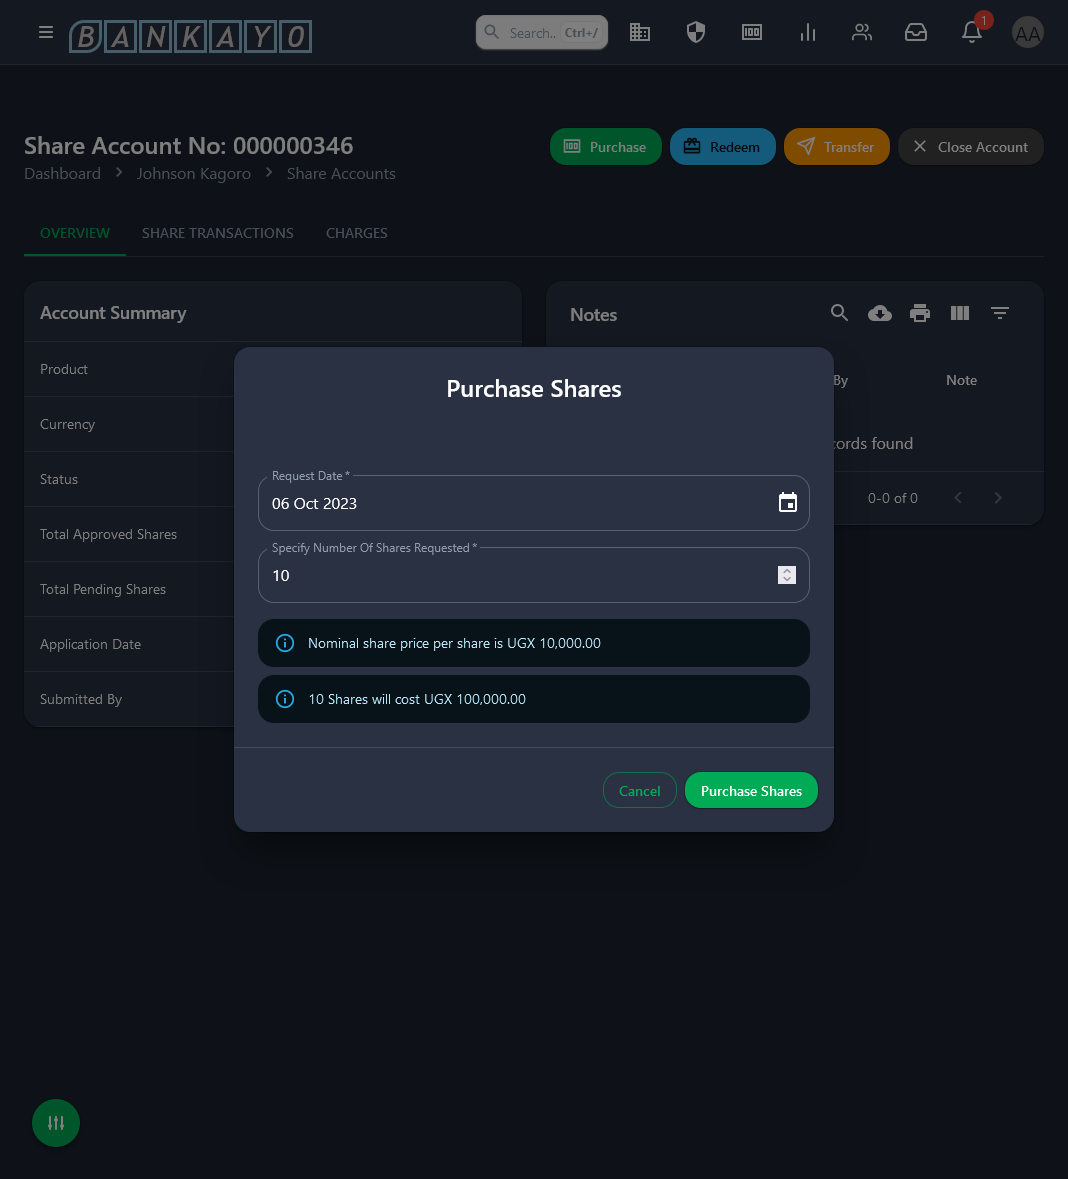 BANKAYO
Search.. Ctrl+/
1
AA
Share Account No: 000000346
Purchase
Redeem
Transfer
Close Account
Dashboard > Johnson Kagoro > Share Accounts
OVERVIEW
SHARE TRANSACTIONS
CHARGES
Account Summary
Product
Currency
Status
Total Approved Shares
Total Pending Shares
Application Date
Submitted By
Notes
By
Note
cords found
0-0 of 0
Purchase Shares
Request Date *
06 Oct 2023
Specify Number Of Shares Requested *
10
Nominal share price per share is UGX 10,000.00
10 Shares will cost UGX 100,000.00
Cancel
Purchase Shares